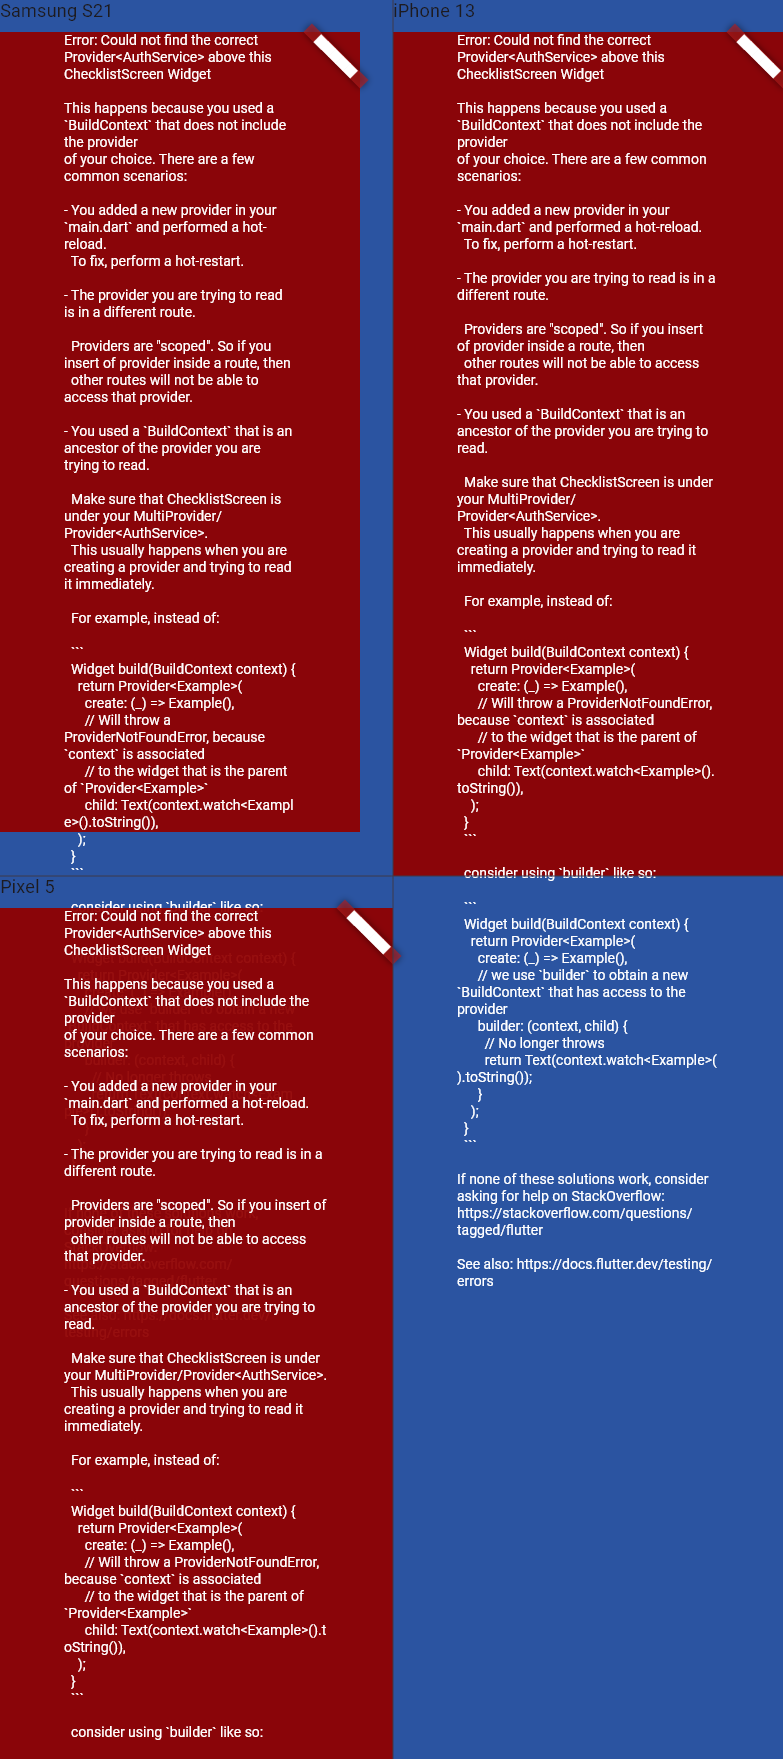 Samsung S21
Error: Could not find the correct
Provider<AuthService> above this
ChecklistScreen Widget
This happens because you used a
`BuildContext` that does not include
the provider
of your choice. There are a few
common scenarios:
- You added a new provider in your
`main.dart` and performed a hot-
reload.
To fix, perform a hot-restart.
- The provider you are trying to read
is in a different route.
Providers are "scoped". So if you
insert of provider inside a route, then
other routes will not be able to
access that provider.
- You used a `BuildContext` that is an
ancestor of the provider you are
trying to read.
Make sure that ChecklistScreen is
under your MultiProvider/
Provider<AuthService>.
This usually happens when you are
creating a provider and trying to read
it immediately.
For example, instead of:
```
Widget build(BuildContext context) {
return Provider<Example>(
create: (_) => Example(),
// Will throw a
ProviderNotFoundError, because
`context` is associated
// to the widget that is the parent
of `Provider<Example>`
child: Text(context.watch<Exampl
e>().toString()),
);
}
```
consider using `builder` like so:
iPhone 13
Error: Could not find the correct
Provider<AuthService> above this
ChecklistScreen Widget
This happens because you used a
`BuildContext` that does not include the
provider
of your choice. There are a few common
scenarios:
- You added a new provider in your
`main.dart` and performed a hot-reload.
To fix, perform a hot-restart.
- The provider you are trying to read is in a
different route.
Providers are "scoped". So if you insert
of provider inside a route, then
other routes will not be able to access
that provider.
- You used a `BuildContext` that is an
ancestor of the provider you are trying to
read.
Make sure that ChecklistScreen is under
your MultiProvider/
Provider<AuthService>.
This usually happens when you are
creating a provider and trying to read it
immediately.
For example, instead of:
```
Widget build(BuildContext context) {
return Provider<Example>(
create: (_) => Example(),
// Will throw a ProviderNotFoundError,
because `context` is associated
// to the widget that is the parent of
`Provider<Example>`
child: Text(context.watch<Example>().
toString()),
);
}
```
consider using `builder` like so:
```
Widget build(BuildContext context) {
return Provider<Example>(
create: (_) => Example(),
// we use `builder` to obtain a new
`BuildContext` that has access to the
provider
builder: (context, child) {
// No longer throws
return Text(context.watch<Example>(
).toString());
}
);
}
```
If none of these solutions work, consider
asking for help on StackOverflow:
https://stackoverflow.com/questions/
tagged/flutter
See also: https://docs.flutter.dev/testing/
errors
Pixel 5
Error: Could not find the correct
Provider<AuthService> above this
ChecklistScreen Widget
This happens because you used a
`BuildContext` that does not include the
provider
of your choice. There are a few common
scenarios:
- You added a new provider in your
`main.dart` and performed a hot-reload.
To fix, perform a hot-restart.
- The provider you are trying to read is in a
different route.
Providers are "scoped". So if you insert of
provider inside a route, then
other routes will not be able to access
that provider.
- You used a `BuildContext` that is an
ancestor of the provider you are trying to
read.
Make sure that ChecklistScreen is under
your MultiProvider/Provider<AuthService>.
This usually happens when you are
creating a provider and trying to read it
immediately.
For example, instead of:
```
Widget build(BuildContext context) {
return Provider<Example>(
create: (_) => Example(),
// Will throw a ProviderNotFoundError,
because `context` is associated
// to the widget that is the parent of
`Provider<Example>`
child: Text(context.watch<Example>().t
oString()),
);
}
```
consider using `builder` like so: